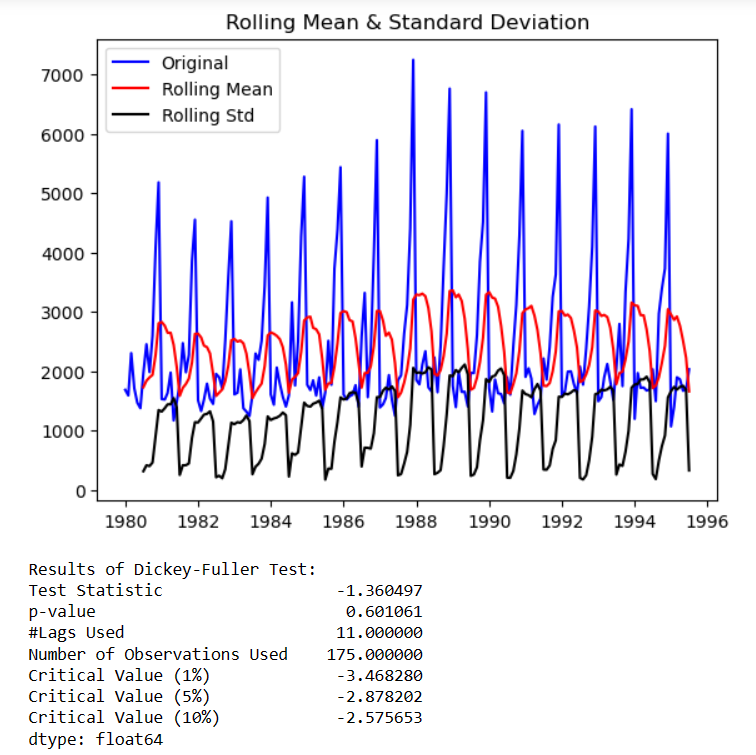 Rolling Mean & Standard Deviation
Original
Rolling Mean
Rolling Std
7000
6000
5000
4000
3000
2000
1000
0
1980 1982 1984 1986 1988 1990 1992 1994 1996
Results of Dickey-Fuller Test:
Test Statistic -1.360497
p-value 0.601061
#Lags Used 11.000000
Number of Observations Used 175.000000
Critical Value (1%) -3.468280
Critical Value (5%) -2.878202
Critical Value (10%) -2.575653
dtype: float64